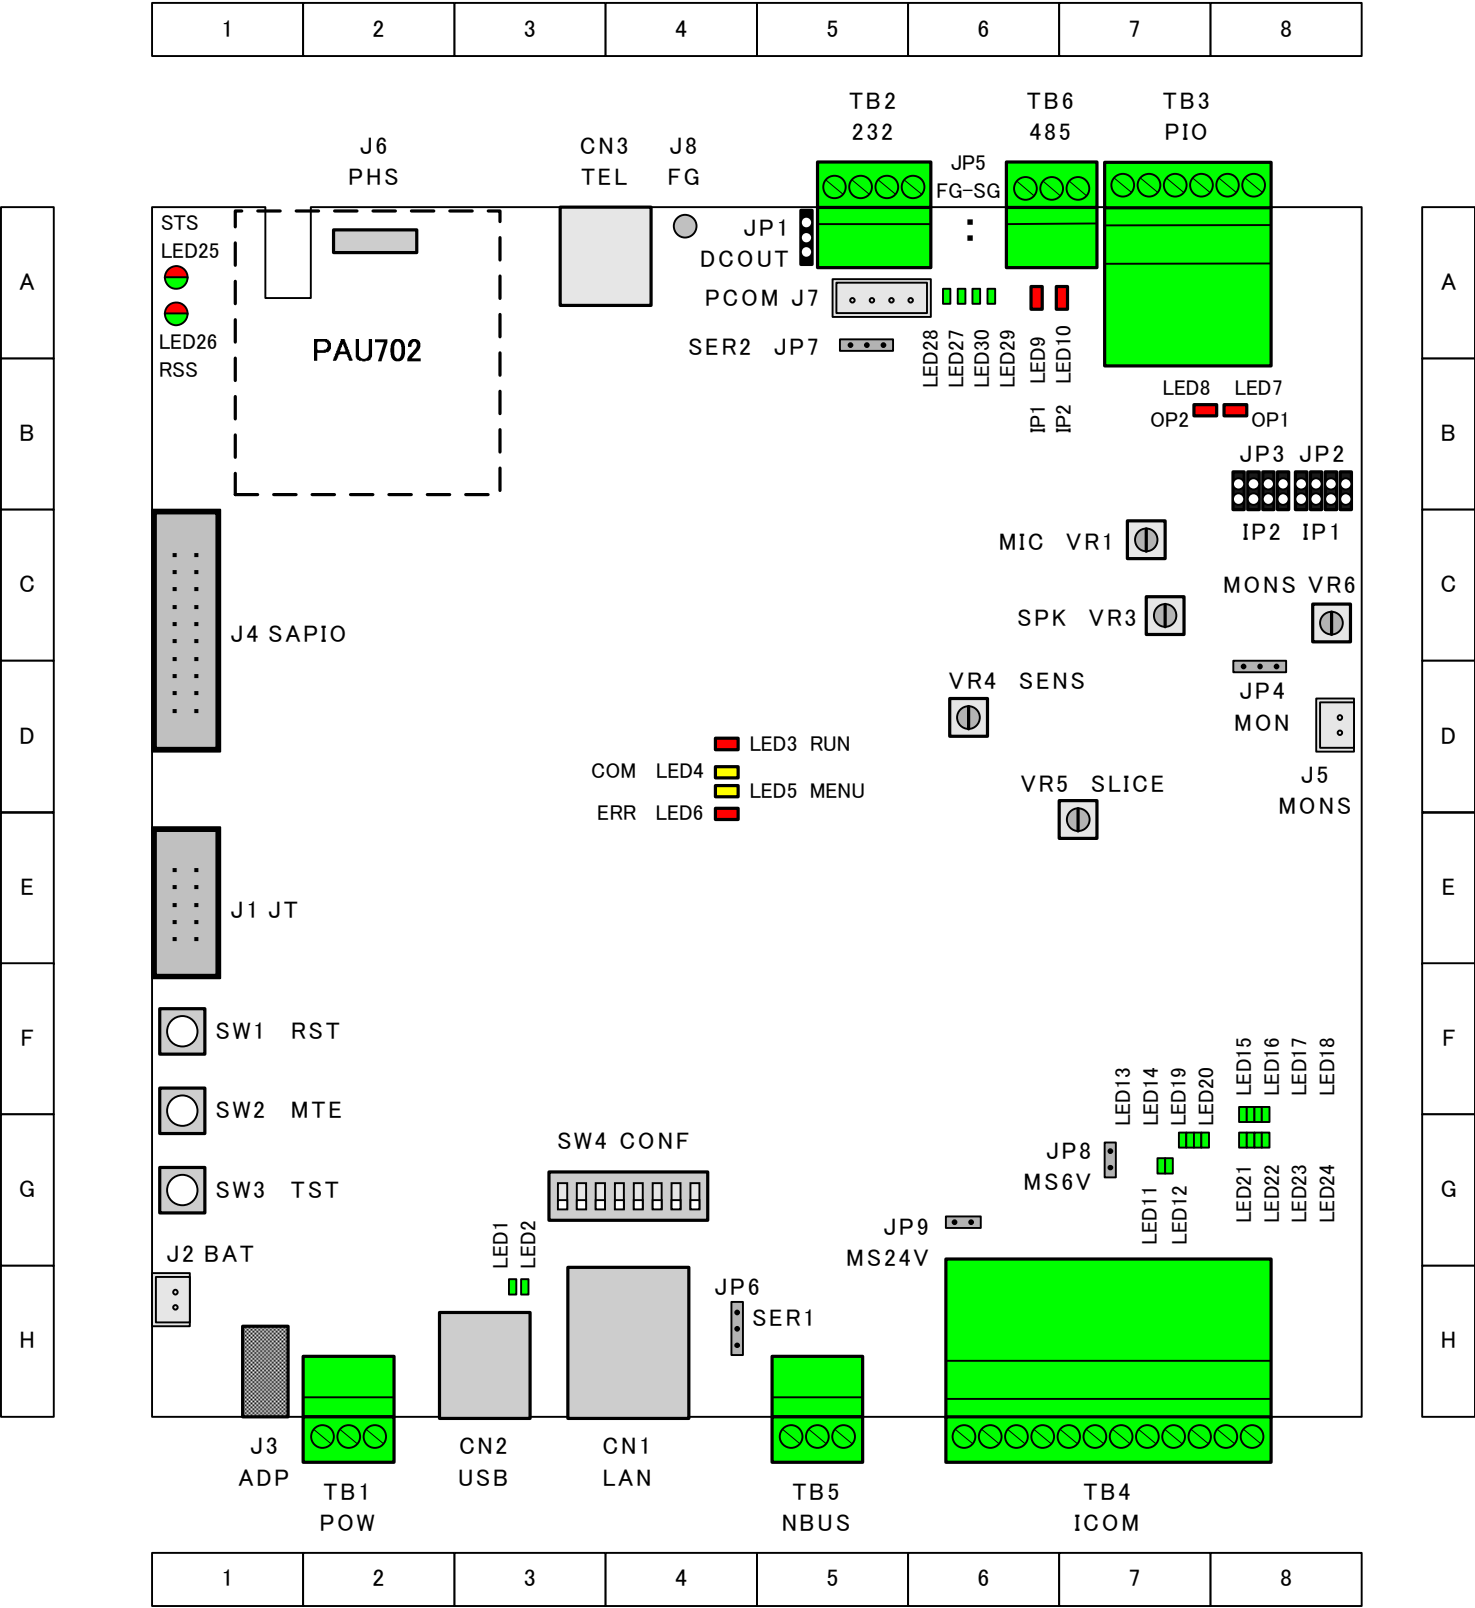 1 2 3 4 5 6 7 8
TB2 TB6 TB3
232 485 PIO
J6 CN3 J8 JP5
PHS TEL FG FG-SG
STS
LED25
JP1
DCOUT
A A
PCOM J7
LED26
RSS
PAU702
SER2 JP7
LED28
LED27
LED30
LED29
LED9
LED10
IP1
IP2
LED8 LED7
OP2 OP1
B B
JP3 JP2
IP2 IP1
MIC VR1
C C
MONS VR6
SPK VR3
J4 SAPIO
VR4 SENS
JP4
MON
D D
LED3 RUN
COM LED4
LED5 MENU
ERR LED6
VR5 SLICE
J5
MONS
E E
J1 JT
SW1 RST
F F
LED15
LED16
LED17
LED18
LED13
LED14
LED19
LED20
SW2 MTE
SW4 CONF
JP8
MS6V
SW3 TST
G G
LED21
LED22
LED23
LED24
LED11
LED12
JP9
MS24V
LED1
LED2
J2 BAT
JP6
SER1
H H
J3 CN2 CN1
ADP USB LAN
TB1 TB5 TB4
POW NBUS ICOM
1 2 3 4 5 6 7 8